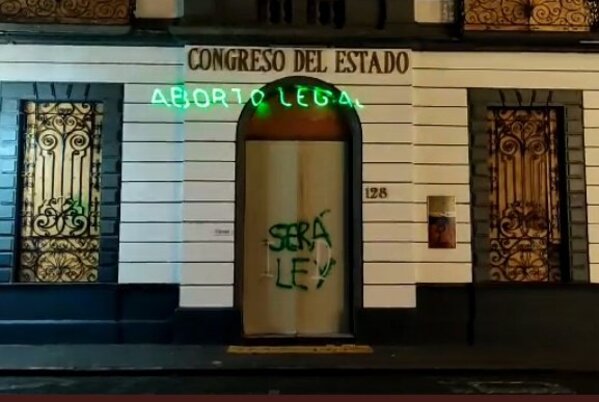 CONGRESO DEL ESTADO
ABORTO LEGAL
128
SERÁ
LEY